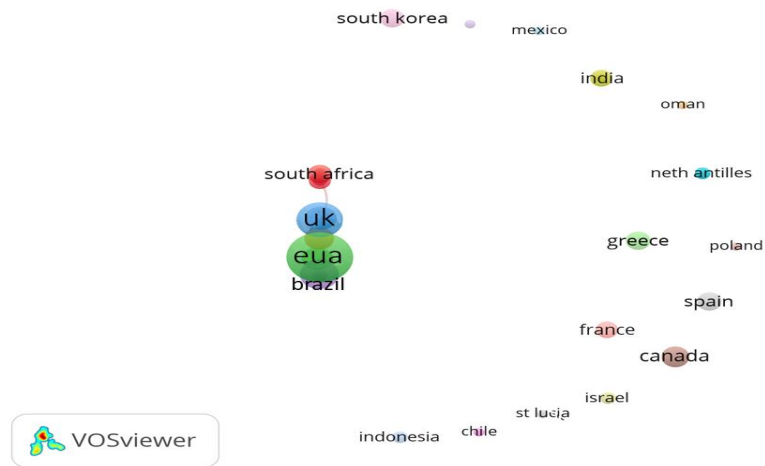 south korea
mexico
india
oman
south africa
neth antilles
uk
greece
poland
eua
brazil
spain
france
canada
israel
st lucia
chile
indonesia
VOSviewer